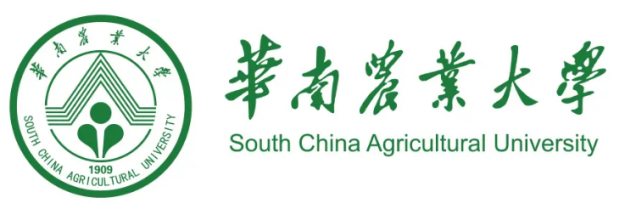 華南農業大學
1909
SOUTH CHINA AGRICULTURAL UNIVERSITY
華南農業大學
South China Agricultural University